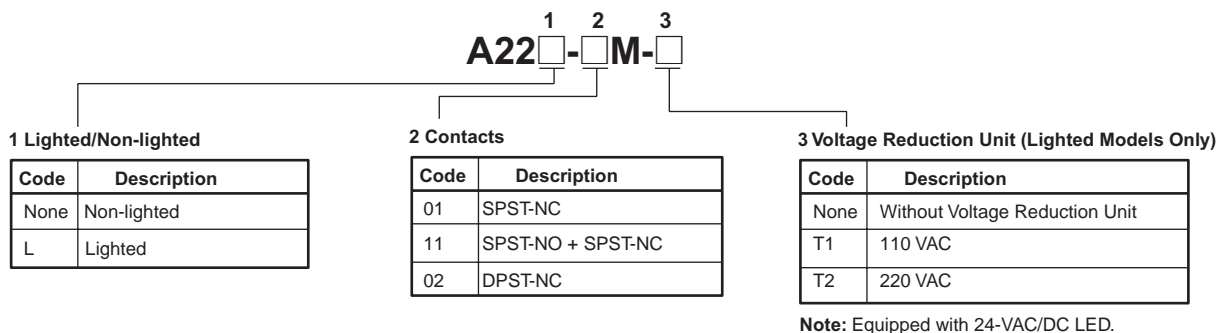 1 2 3
A22□-□M-□
1 Lighted/Non-lighted
Code Description
None Non-lighted
L Lighted
2 Contacts
Code Description
01 SPST-NC
11 SPST-NO + SPST-NC
02 DPST-NC
3 Voltage Reduction Unit (Lighted Models Only)
Code Description
None Without Voltage Reduction Unit
T1 110 VAC
T2 220 VAC
Note: Equipped with 24-VAC/DC LED.